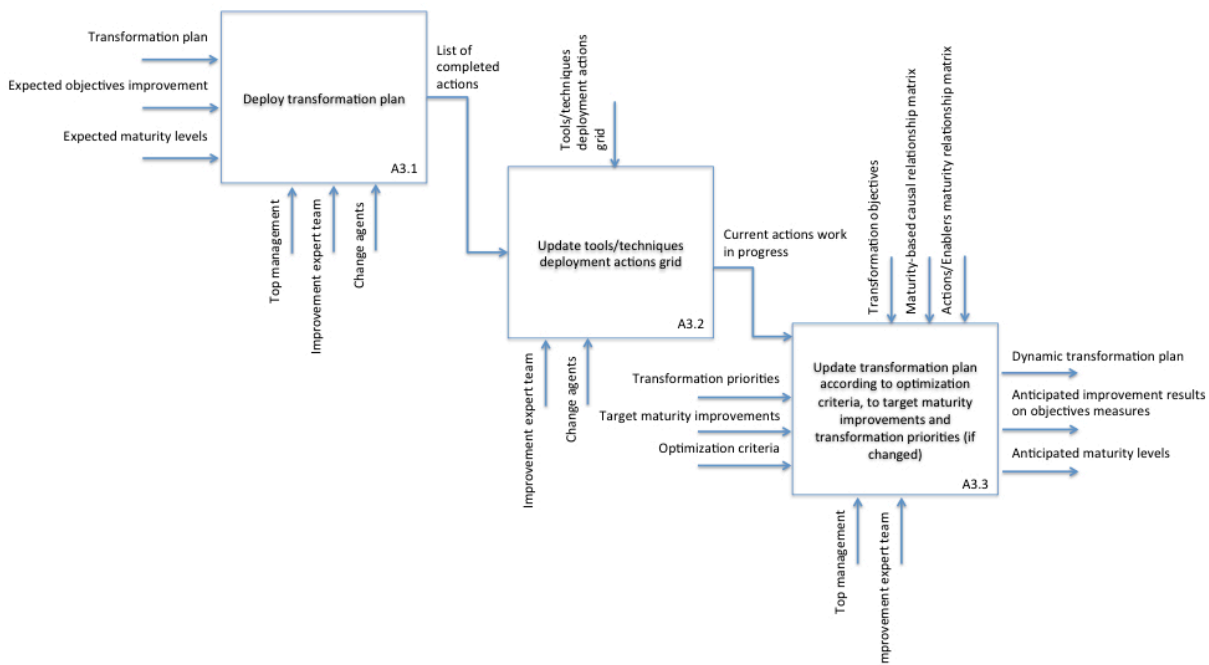 Transformation plan
Expected objectives improvement
Expected maturity levels
Deploy transformation plan
A3.1
List of
completed
actions
Top management
Improvement expert team
Change agents
Tools/techniques
deployment actions
grid
Update tools/techniques
deployment actions grid
A3.2
Current actions work
in progress
Improvement expert team
Change agents
Transformation objectives
Maturity-based causal relationship matrix
Actions/Enablers maturity relationship matrix
Transformation priorities
Target maturity improvements
Optimization criteria
Update transformation plan
according to optimization
criteria, to target maturity
improvements and
transformation priorities (if
changed)
A3.3
Dynamic transformation plan
Anticipated improvement results
on objectives measures
Anticipated maturity levels
Top management
mprovement expert team